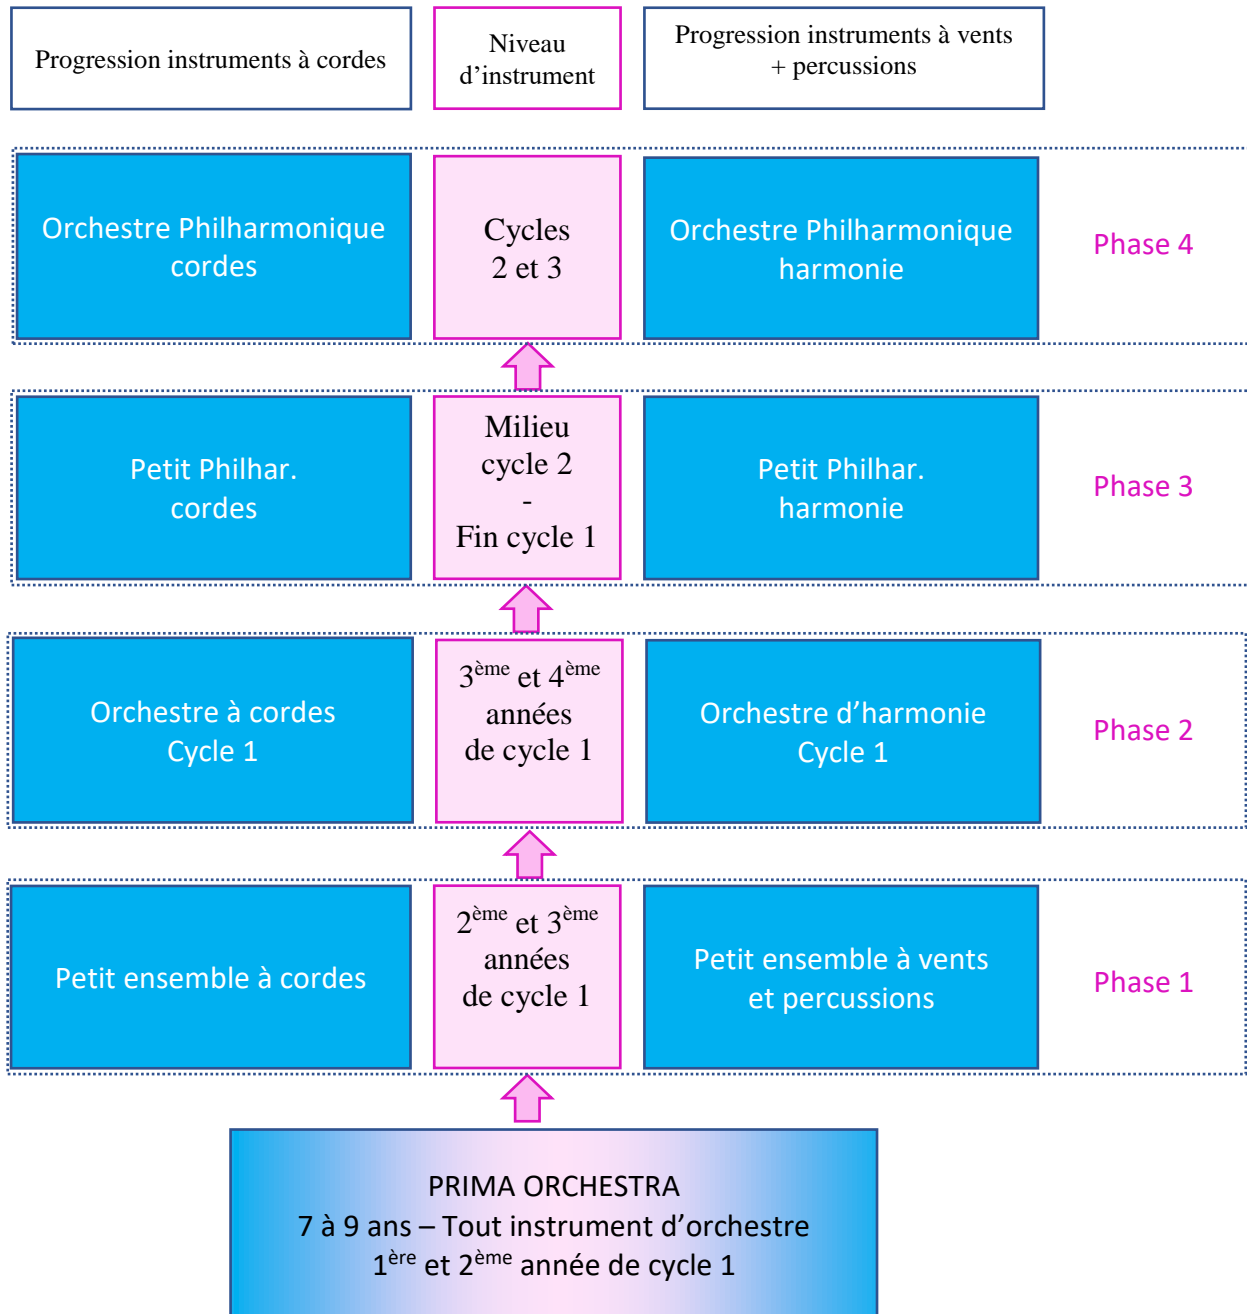 Progression instruments à cordes
Niveau
d’instrument
Progression instruments à vents
+ percussions
Orchestre Philharmonique
cordes
Cycles
2 et 3
Orchestre Philharmonique
harmonie
Phase 4
Petit Philhar.
cordes
Milieu
cycle 2
-
Fin cycle 1
Petit Philhar.
harmonie
Phase 3
Orchestre à cordes
Cycle 1
3ème et 4ème
années
de cycle 1
Orchestre d’harmonie
Cycle 1
Phase 2
Petit ensemble à cordes
2ème et 3ème
années
de cycle 1
Petit ensemble à vents
et percussions
Phase 1
PRIMA ORCHESTRA
7 à 9 ans – Tout instrument d’orchestre
1ère et 2ème année de cycle 1